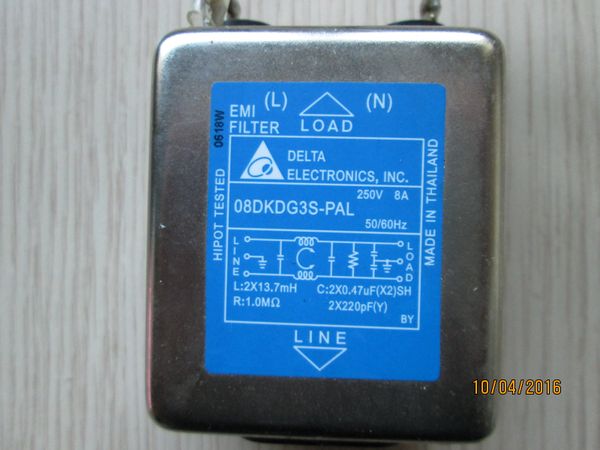 (L) (N)
EMI
FILTER LOAD
0618W
HIPOT TESTED
DELTA
ELECTRONICS, INC.
250V 8A
08DKDG3S-PAL
50/60Hz
MADE IN THAILAND
LINE
LOAD
L:2X13.7mH C:2X0.47uF(X2)SH
R:1.0MΩ 2X220pF(Y)
BY
LINE
10/04/2016